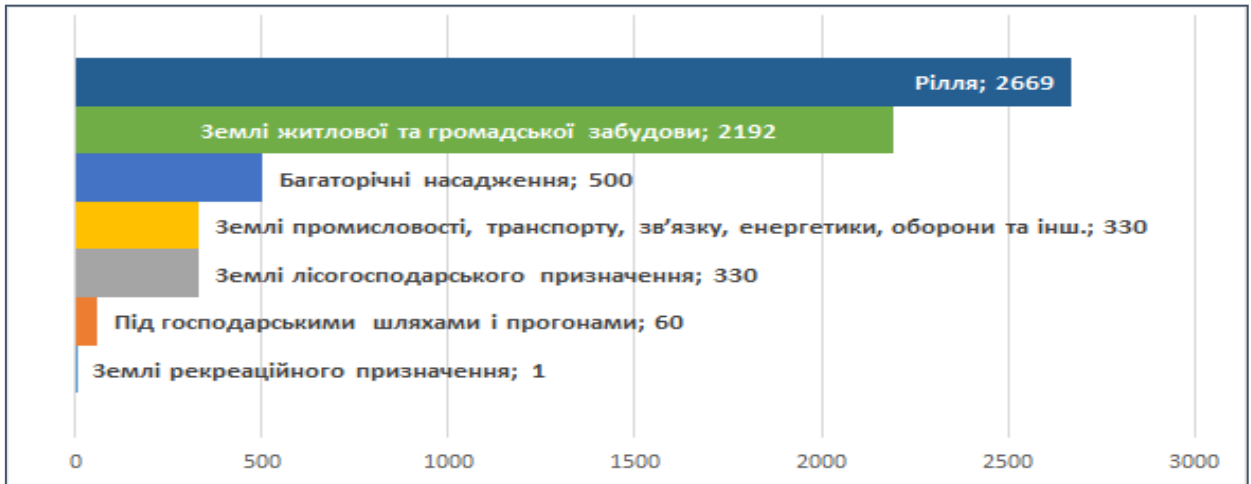 Рілля; 2669
Землі житлової та громадської забудови; 2192
Багаторічні насадження; 500
Землі промисловості, транспорту, зв’язку, енергетики, оборони та інш.; 330
Землі лісогосподарського призначення; 330
Під господарськими шляхами і прогонами; 60
Землі рекреаційного призначення; 1
0 500 1000 1500 2000 2500 3000